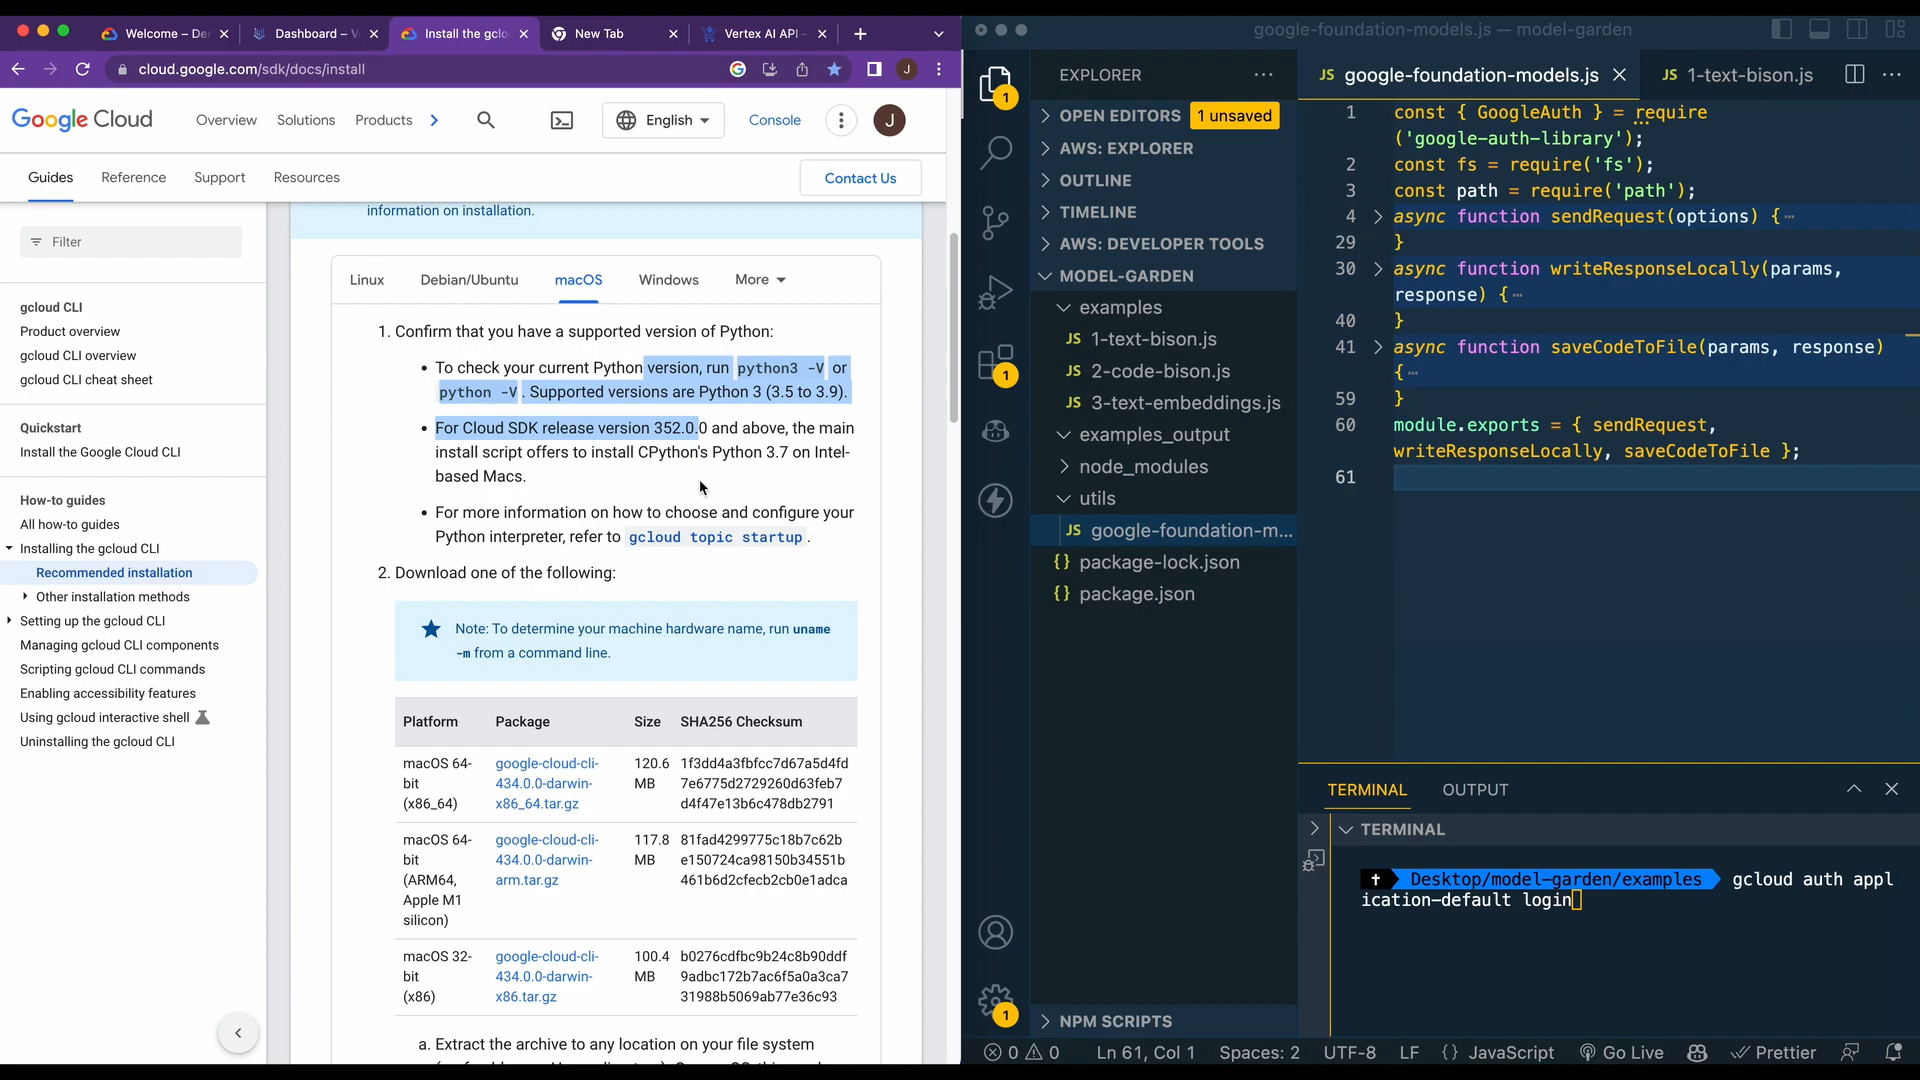 Welcome – De
Dashboard – V
Install the gclo
New Tab
Vertex AI API –
cloud.google.com/sdk/docs/install
J
Google Cloud
Overview
Solutions
Products
English
Console
J
Guides
Reference
Support
Resources
Contact Us
Filter
gcloud CLI
Product overview
gcloud CLI overview
gcloud CLI cheat sheet
Quickstart
Install the Google Cloud CLI
How-to guides
All how-to guides
Installing the gcloud CLI
Recommended installation
Other installation methods
Setting up the gcloud CLI
Managing gcloud CLI components
Scripting gcloud CLI commands
Enabling accessibility features
Using gcloud interactive shell
Uninstalling the gcloud CLI
information on installation.
Linux
Debian/Ubuntu
macOS
Windows
More
1. Confirm that you have a supported version of Python:
• To check your current Python version, run python3 -V or
python -V . Supported versions are Python 3 (3.5 to 3.9).
• For Cloud SDK release version 352.0.0 and above, the main
install script offers to install CPython's Python 3.7 on Intel-
based Macs.
• For more information on how to choose and configure your
Python interpreter, refer to gcloud topic startup.
2. Download one of the following:
Note: To determine your machine hardware name, run uname
-m from a command line.
Platform
Package
Size
SHA256 Checksum
macOS 64-
bit
(x86_64)
google-cloud-cli-
434.0.0-darwin-
x86_64.tar.gz
120.6
MB
1f3dd4a3fbfcc7d67a5d4fd
7e6775d2729260d63feb7
d4f47e13b6c478db2791
macOS 64-
bit
(ARM64,
Apple M1
silicon)
google-cloud-cli-
434.0.0-darwin-
arm.tar.gz
117.8
MB
81fad4299775c18b7c62b
e150724ca98150b34551b
461b6d2cfecb2cb0e1adca
macOS 32-
bit
(x86)
google-cloud-cli-
434.0.0-darwin-
x86.tar.gz
100.4
MB
b0276cdfbc9b24c8b90ddf
9adbc172b7ac6f5a0a3ca7
31988b5069ab77e36c93
a. Extract the archive to any location on your file system
google-foundation-models.js — model-garden
1
1
1
EXPLORER
OPEN EDITORS
1 unsaved
AWS: EXPLORER
OUTLINE
TIMELINE
AWS: DEVELOPER TOOLS
MODEL-GARDEN
examples
JS 1-text-bison.js
JS 2-code-bison.js
JS 3-text-embeddings.js
examples_output
node_modules
utils
JS google-foundation-m...
{} package-lock.json
{} package.json
NPM SCRIPTS
JS google-foundation-models.js
JS 1-text-bison.js
1 const { GoogleAuth } = require
('google-auth-library');
2 const fs = require('fs');
3 const path = require('path');
4 async function sendRequest(options) {⋯
29 }
30 async function writeResponseLocally(params,
response) {⋯
40 }
41 async function saveCodeToFile(params, response)
{⋯
59 }
60 module.exports = { sendRequest,
writeResponseLocally, saveCodeToFile };
61
TERMINAL
OUTPUT
TERMINAL
Desktop/model-garden/examples gcloud auth appl
ication-default login
0 0
Ln 61, Col 1
Spaces: 2
UTF-8
LF
{} JavaScript
Go Live
Prettier